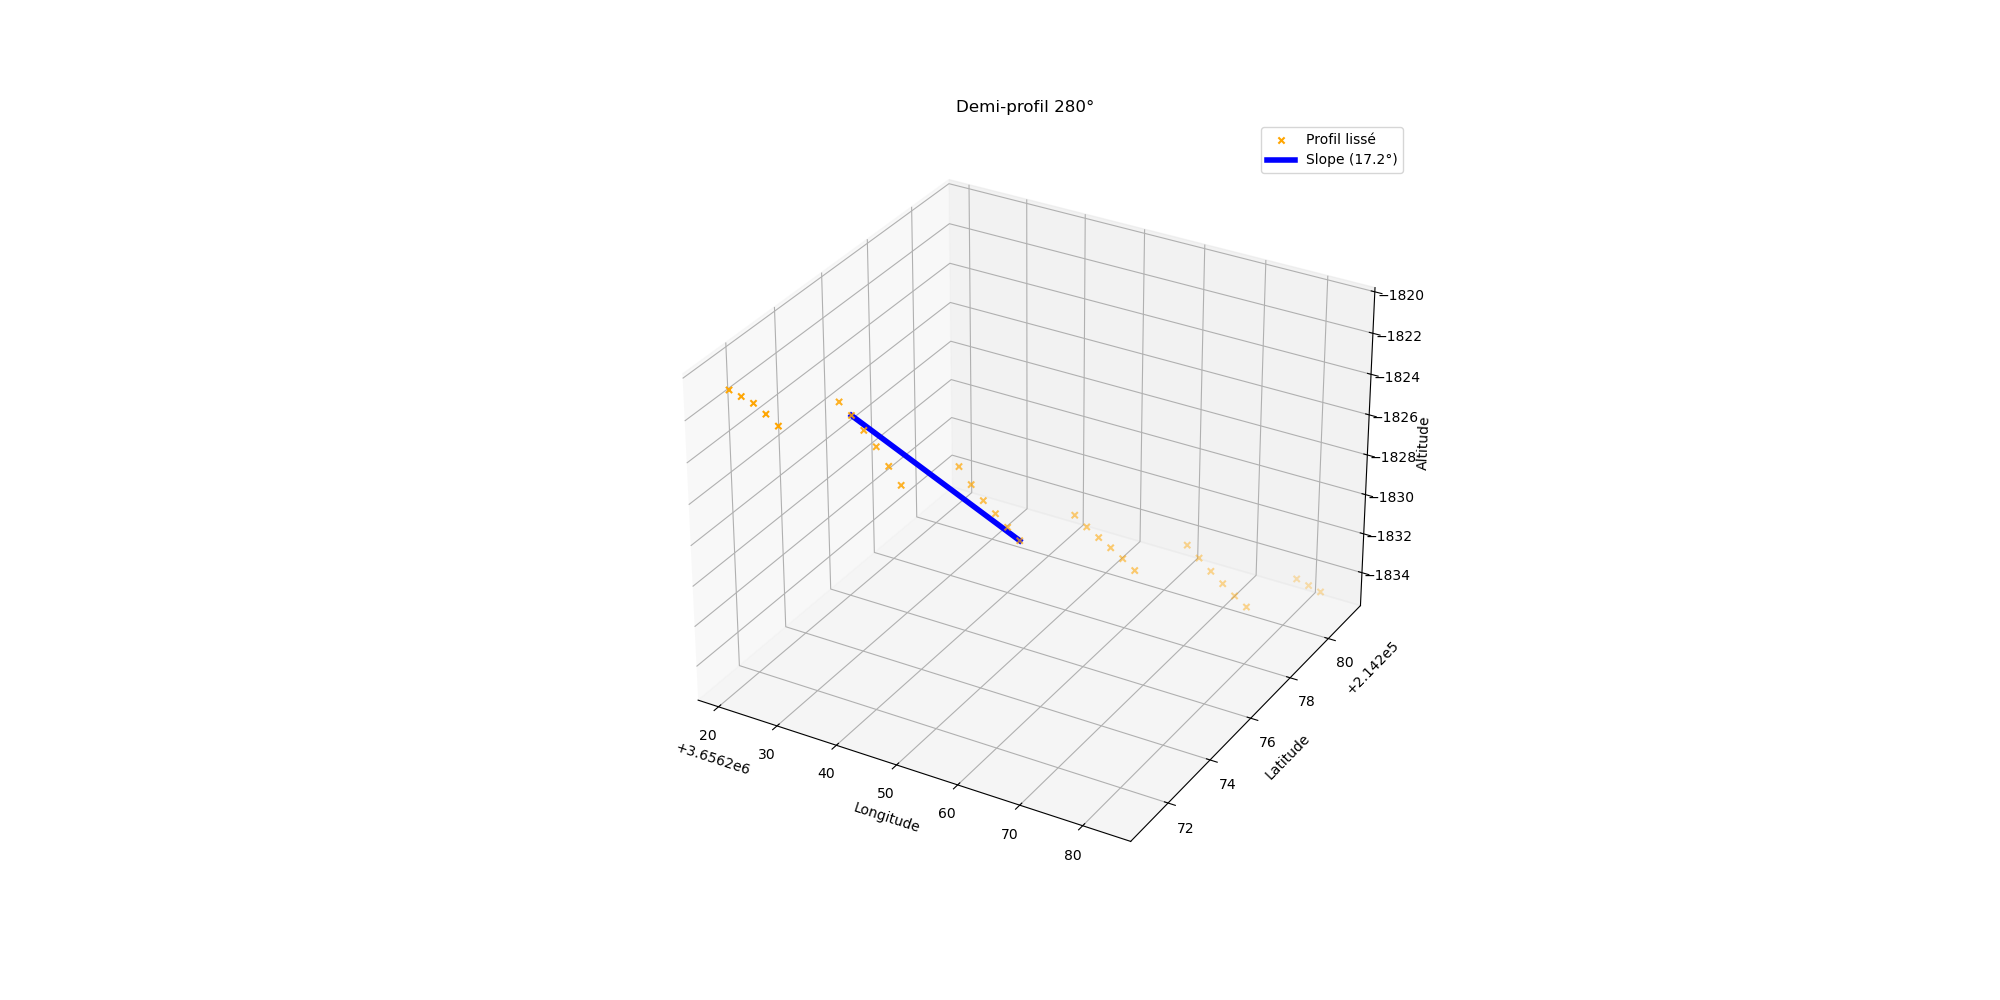 Demi-profil 280°
Profil lissé
Slope (17.2°)
−1820
−1822
−1824
−1826
−1828
−1830
−1832
−1834
Altitude
80
78
76
74
72
+2.142e5
Latitude
20
30
40
50
60
70
80
+3.6562e6
Longitude